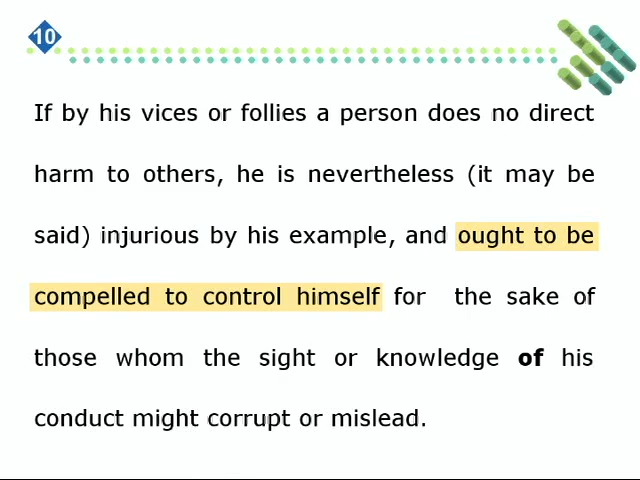 10
If by his vices or follies a person does no direct
harm to others, he is nevertheless (it may be
said) injurious by his example, and ought to be
compelled to control himself for the sake of
those whom the sight or knowledge of his
conduct might corrupt or mislead.